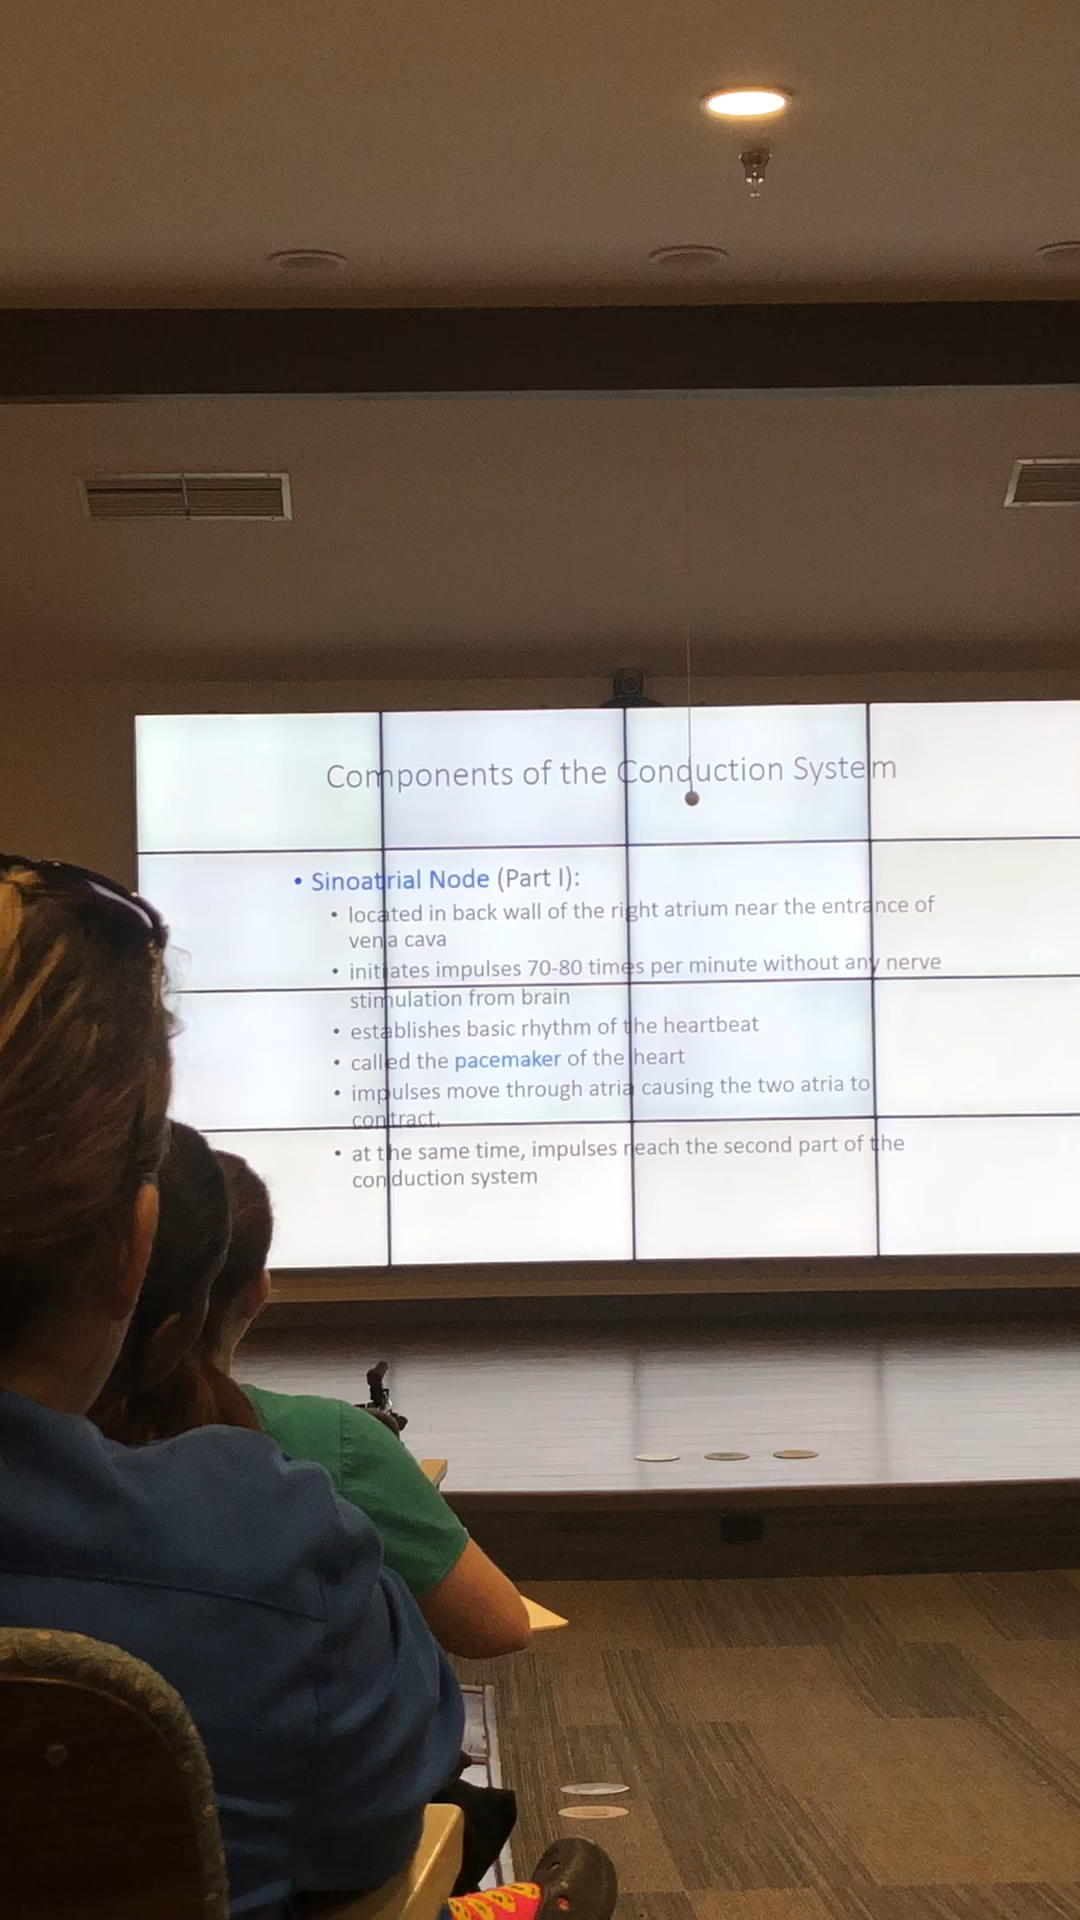 Components of the Conduction System
• Sinoatrial Node (Part I):
• located in back wall of the right atrium near the entrance of
vena cava
• initiates impulses 70-80 times per minute without any nerve
stimulation from brain
• establishes basic rhythm of the heartbeat
• called the pacemaker of the heart
• impulses move through atria causing the two atria to
contract.
• at the same time, impulses reach the second part of the
conduction system